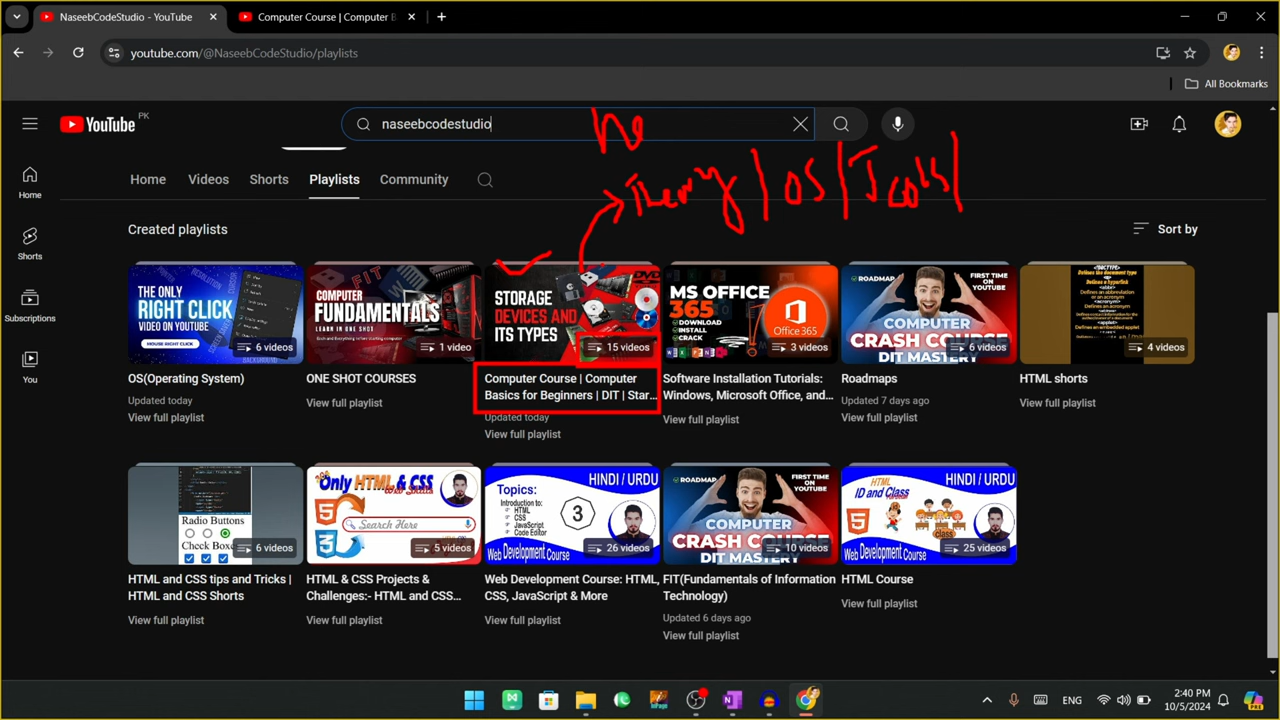 NaseebCodeStudio - YouTube
Computer Course | Computer B
youtube.com/@NaseebCodeStudio/playlists
All Bookmarks
YouTube PK
naseebcodestudio
Home
Videos
Shorts
Playlists
Community
Theory | OS |
Home
Shorts
Subscriptions
You
Created playlists
Sort by
THE ONLY
RIGHT CLICK
VIDEO ON YOUTUBE
6 videos
OS(Operating System)
Updated today
View full playlist
FIT
COMPUTER
FUNDAMENTALS
LEARN IN ONE SHOT
1 video
ONE SHOT COURSES
View full playlist
STORAGE
DEVICES AND
ITS TYPES
DVD
15 videos
Computer Course | Computer
Basics for Beginners | DIT | Star...
Updated today
View full playlist
MS OFFICE
365
DOWNLOAD
INSTALL
CRACK
Office 365
3 videos
Software Installation Tutorials:
Windows, Microsoft Office, and...
View full playlist
ROADMAP
FIRST TIME ON
YOUTUBE
COMPUTER
CRASH COURSE
DIT MASTERY
6 videos
Roadmaps
Updated 7 days ago
View full playlist
4 videos
HTML shorts
View full playlist
Radio Buttons
Check Boxe
6 videos
HTML and CSS tips and Tricks |
HTML and CSS Shorts
View full playlist
Only HTML & CSS
Search Here
5 videos
HTML & CSS Projects &
Challenges:- HTML and CSS...
View full playlist
HINDI / URDU
Topics:
Introduction to:
HTML
CSS
JavaScript
Code Editor
3
Web Development Course
26 videos
Web Development Course: HTML,
CSS, JavaScript & More
View full playlist
ROADMAP
FIRST TIME ON
YOUTUBE
COMPUTER
CRASH COURSE
DIT MASTERY
10 videos
FIT(Fundamentals of Information
Technology)
Updated 6 days ago
View full playlist
HINDI / URDU
HTML
ID and Class
class
Web Development Course
25 videos
HTML Course
View full playlist
ENG
2:40 PM
10/5/2024